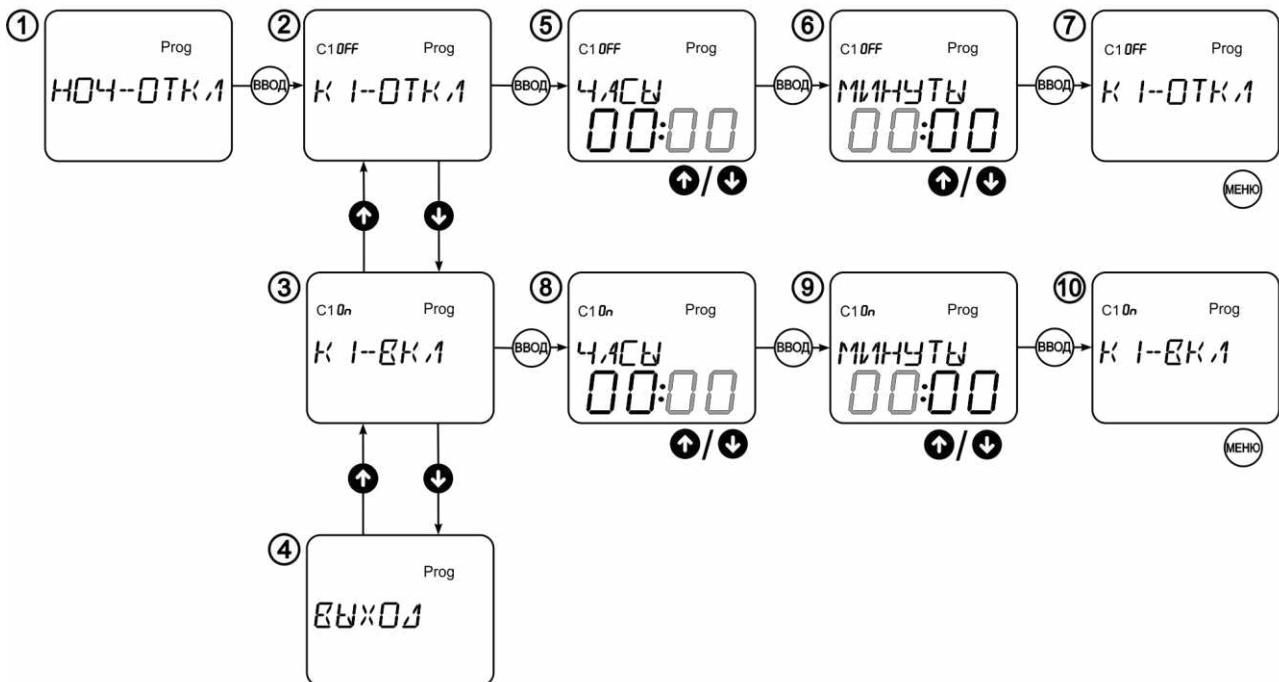 1
Prog
НОЧ-ОТКЛ
ВВОД
2
C1 OFF Prog
К 1-ОТКЛ
ВВОД
5
C1 OFF Prog
ЧАСЫ
00:00
/
ВВОД
6
C1 OFF Prog
МИНУТЫ
00:00
/
ВВОД
7
C1 OFF Prog
К 1-ОТКЛ
МЕНЮ
3
C1 On Prog
К 1-ВКЛ
ВВОД
8
C1 On Prog
ЧАСЫ
00:00
/
ВВОД
9
C1 On Prog
МИНУТЫ
00:00
/
ВВОД
10
C1 On Prog
К 1-ВКЛ
МЕНЮ
4
Prog
ВЫХОД